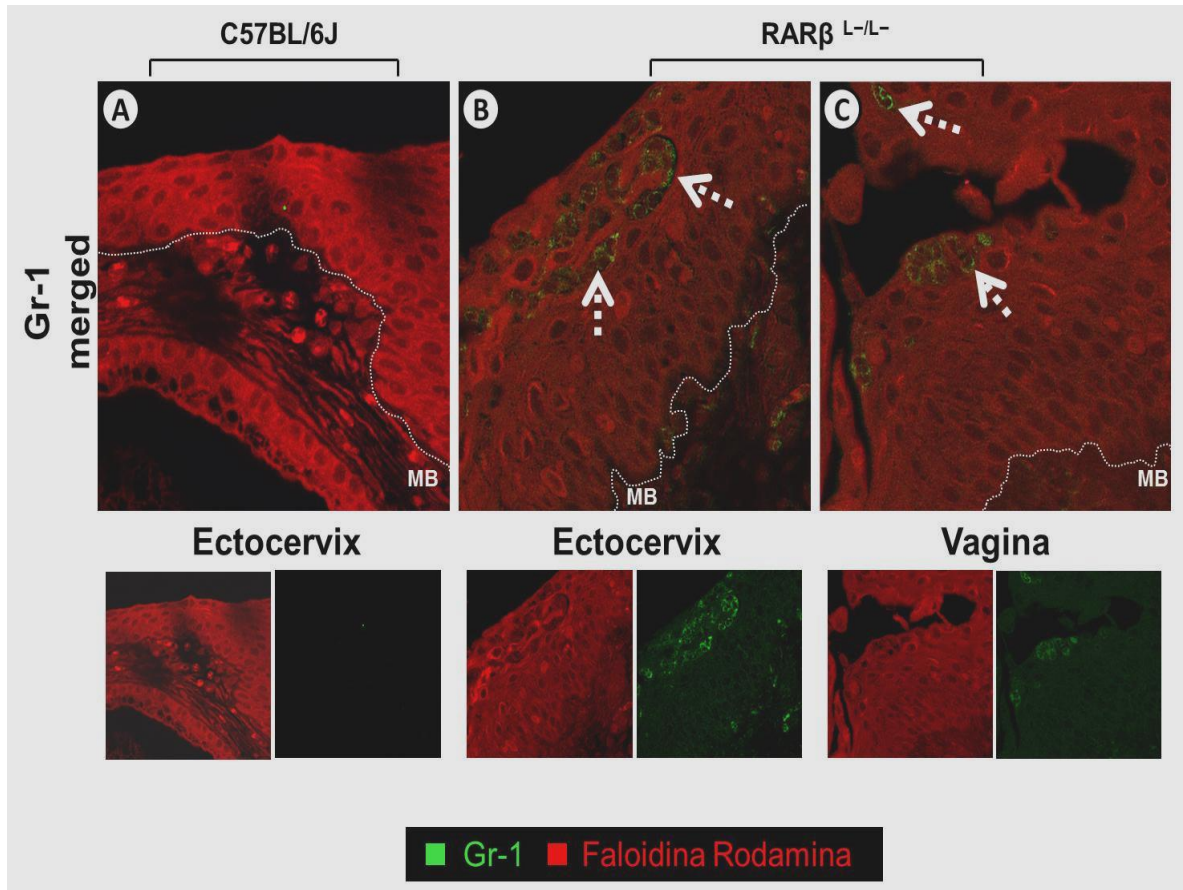 C57BL/6J
RARβ L−/L−
A
B
C
Gr-1
merged
MB
MB
MB
Ectocervix
Ectocervix
Vagina
Gr-1 Faloidina Rodamina